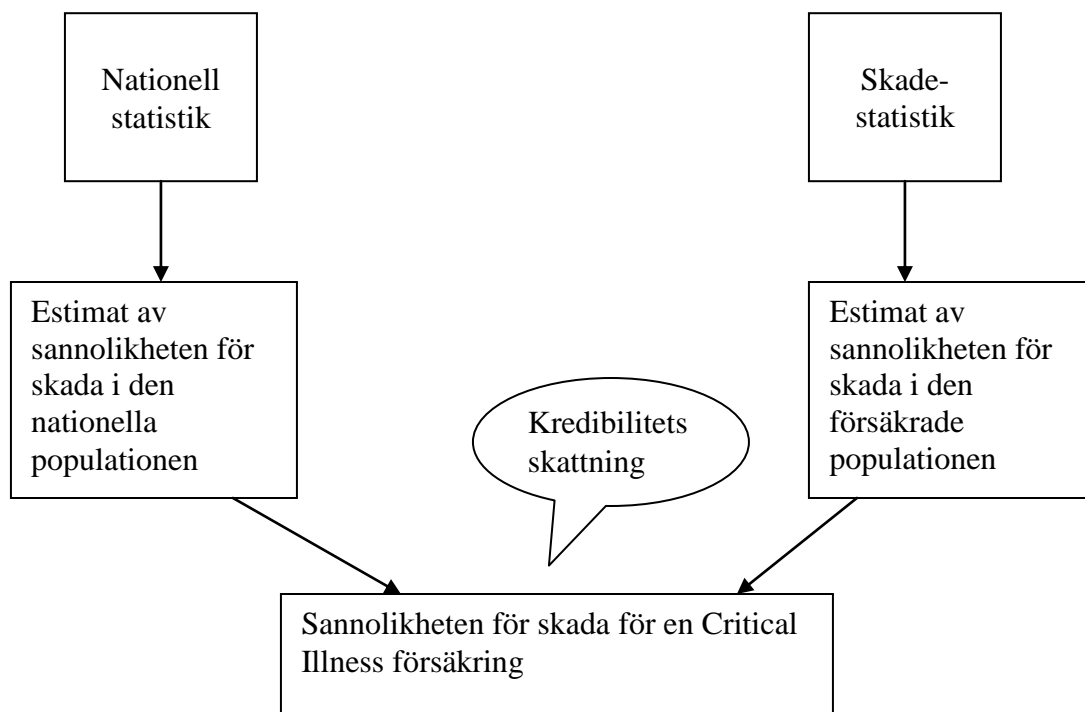 Nationell
statistik
Skade-
statistik
Estimat av
sannolikheten för
skada i den
nationella
populationen
Estimat av
sannolikheten för
skada i den
försäkrade
populationen
Kredibilitets
skattning
Sannolikheten för skada för en Critical
Illness försäkring